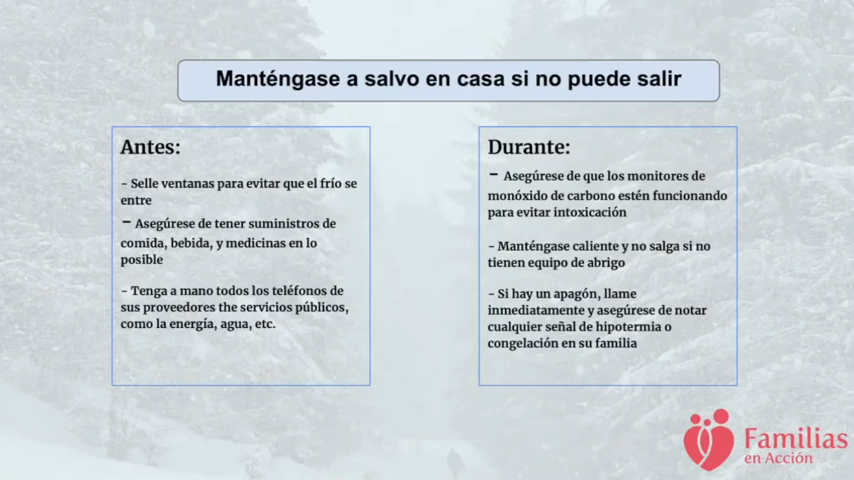 Manténgase a salvo en casa si no puede salir
Antes:
- Selle ventanas para evitar que el frío se
entre
- Asegúrese de tener suministros de
comida, bebida, y medicinas en lo
posible
- Tenga a mano todos los teléfonos de
sus proveedores the servicios públicos,
como la energía, agua, etc.
Durante:
- Asegúrese de que los monitores de
monóxido de carbono estén funcionando
para evitar intoxicación
- Manténgase caliente y no salga si no
tienen equipo de abrigo
- Si hay un apagón, llame
inmediatamente y asegúrese de notar
cualquier señal de hipotermia o
congelación en su familia
Familias
en Acción